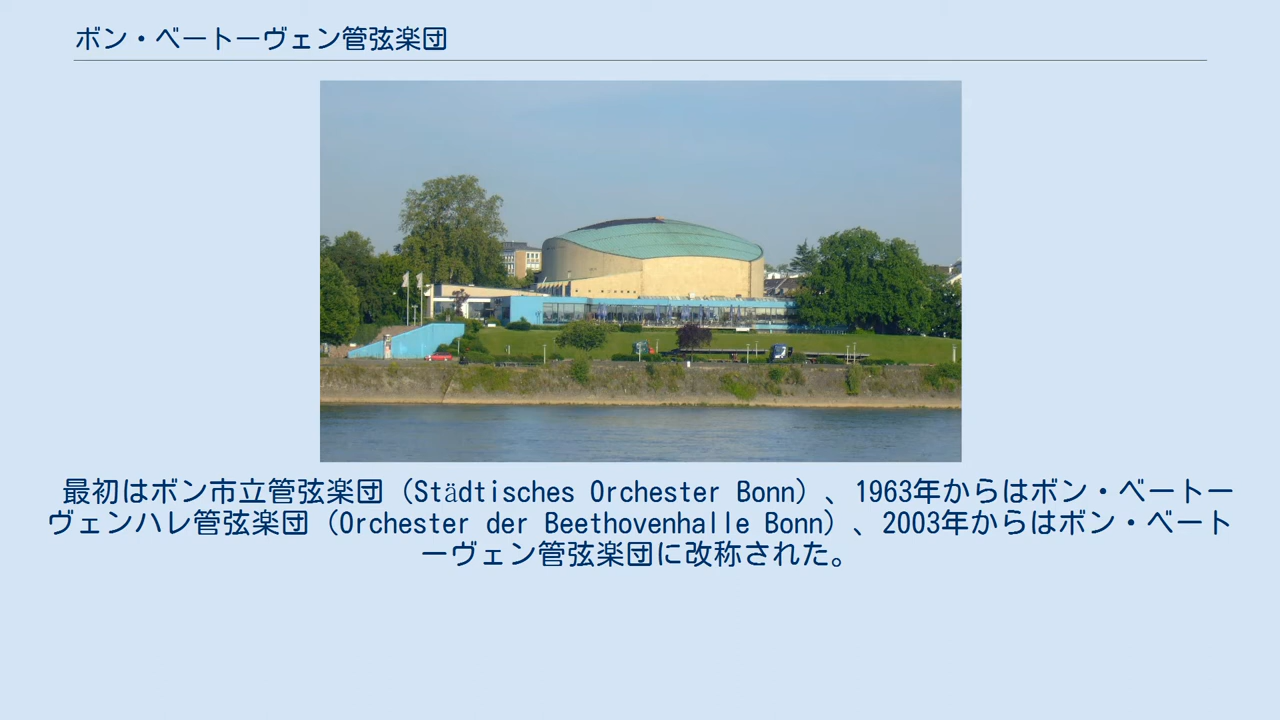 ボン・ベートーヴェン管弦楽団
最初はボン市立管弦楽団（Städtisches Orchester Bonn）、1963年からはボン・ベートー
ヴェンハレ管弦楽団（Orchester der Beethovenhalle Bonn）、2003年からはボン・ベート
ーヴェン管弦楽団に改称された。